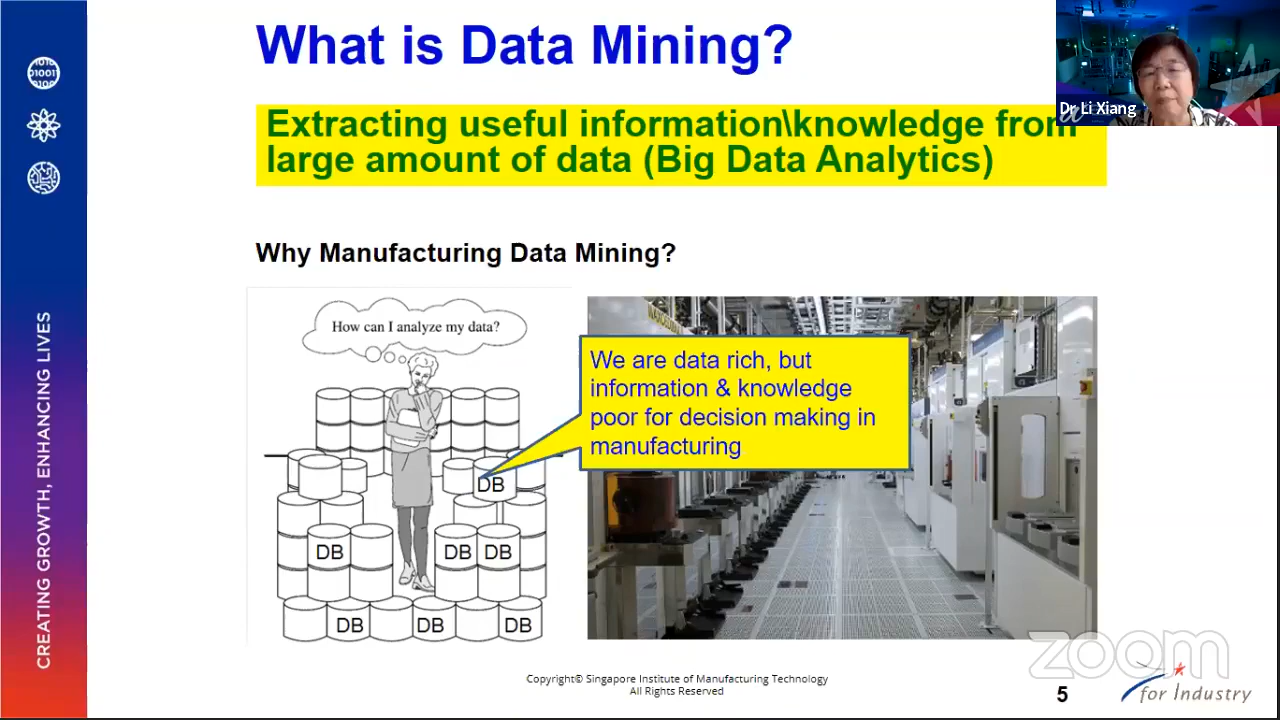 What is Data Mining?
Dr Li Xiang
Extracting useful information\knowledge from
large amount of data (Big Data Analytics)
Why Manufacturing Data Mining?
How can I analyze my data?
We are data rich, but
information & knowledge
poor for decision making in
manufacturing
DB
DB
DB
DB
DB
DB
DB
CREATING GROWTH, ENHANCING LIVES
Copyright© Singapore Institute of Manufacturing Technology
All Rights Reserved
5
zoom
for Industry